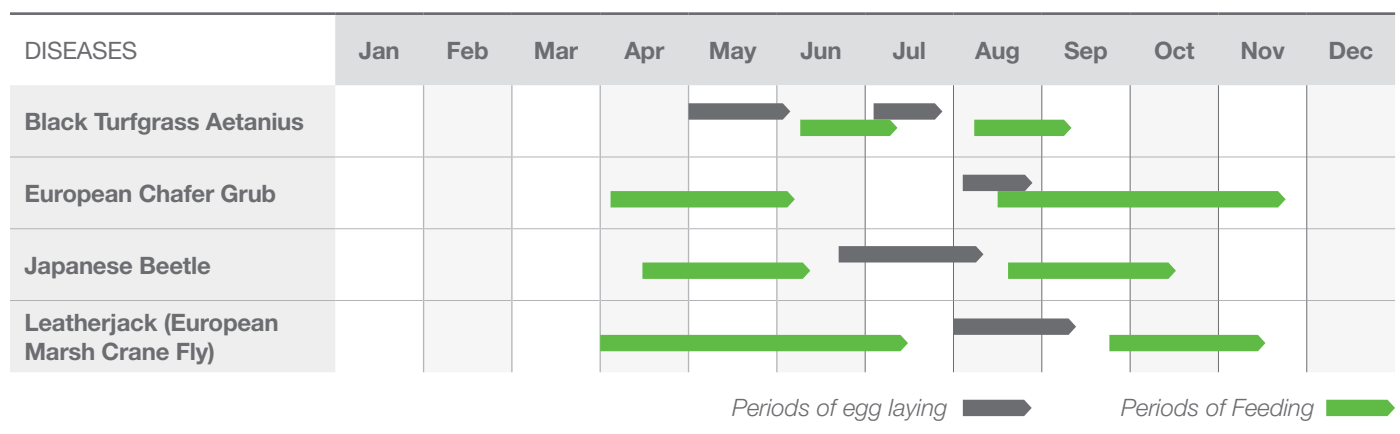 DISEASES Jan Feb Mar Apr May Jun Jul Aug Sep Oct Nov Dec
Black Turfgrass Aetanius
European Chafer Grub
Japanese Beetle
Leatherjack (European
Marsh Crane Fly)
Periods of egg laying Periods of Feeding